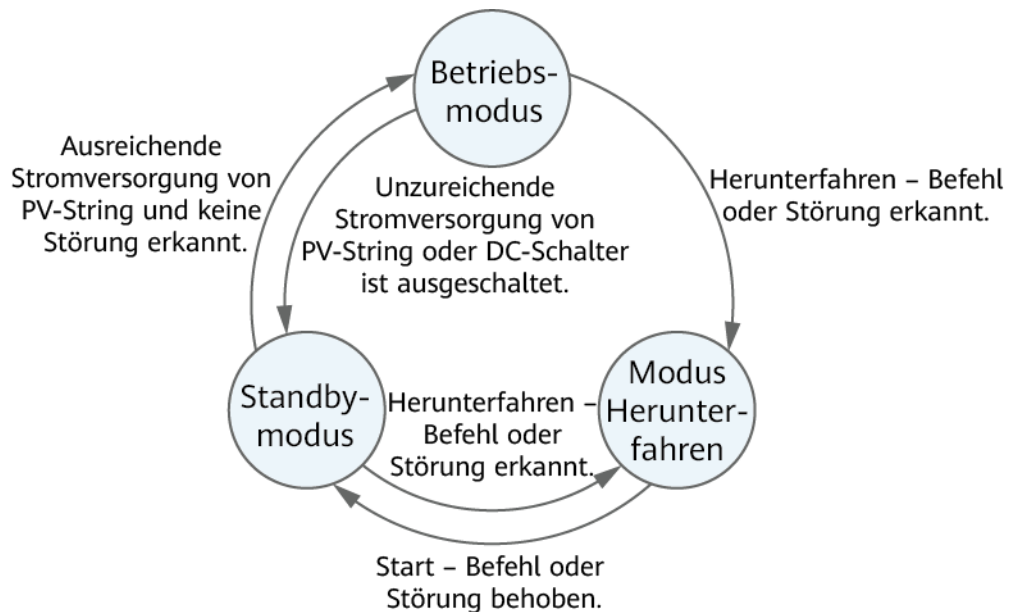 Betriebs-
modus
Ausreichende
Stromversorgung von
PV-String und keine
Störung erkannt.
Unzureichende
Stromversorgung von
PV-String oder DC-Schalter
ist ausgeschaltet.
Herunterfahren – Befehl
oder Störung erkannt.
Standby-
modus
Herunterfahren –
Befehl oder
Störung erkannt.
Modus
Herunter-
fahren
Start – Befehl oder
Störung behoben.